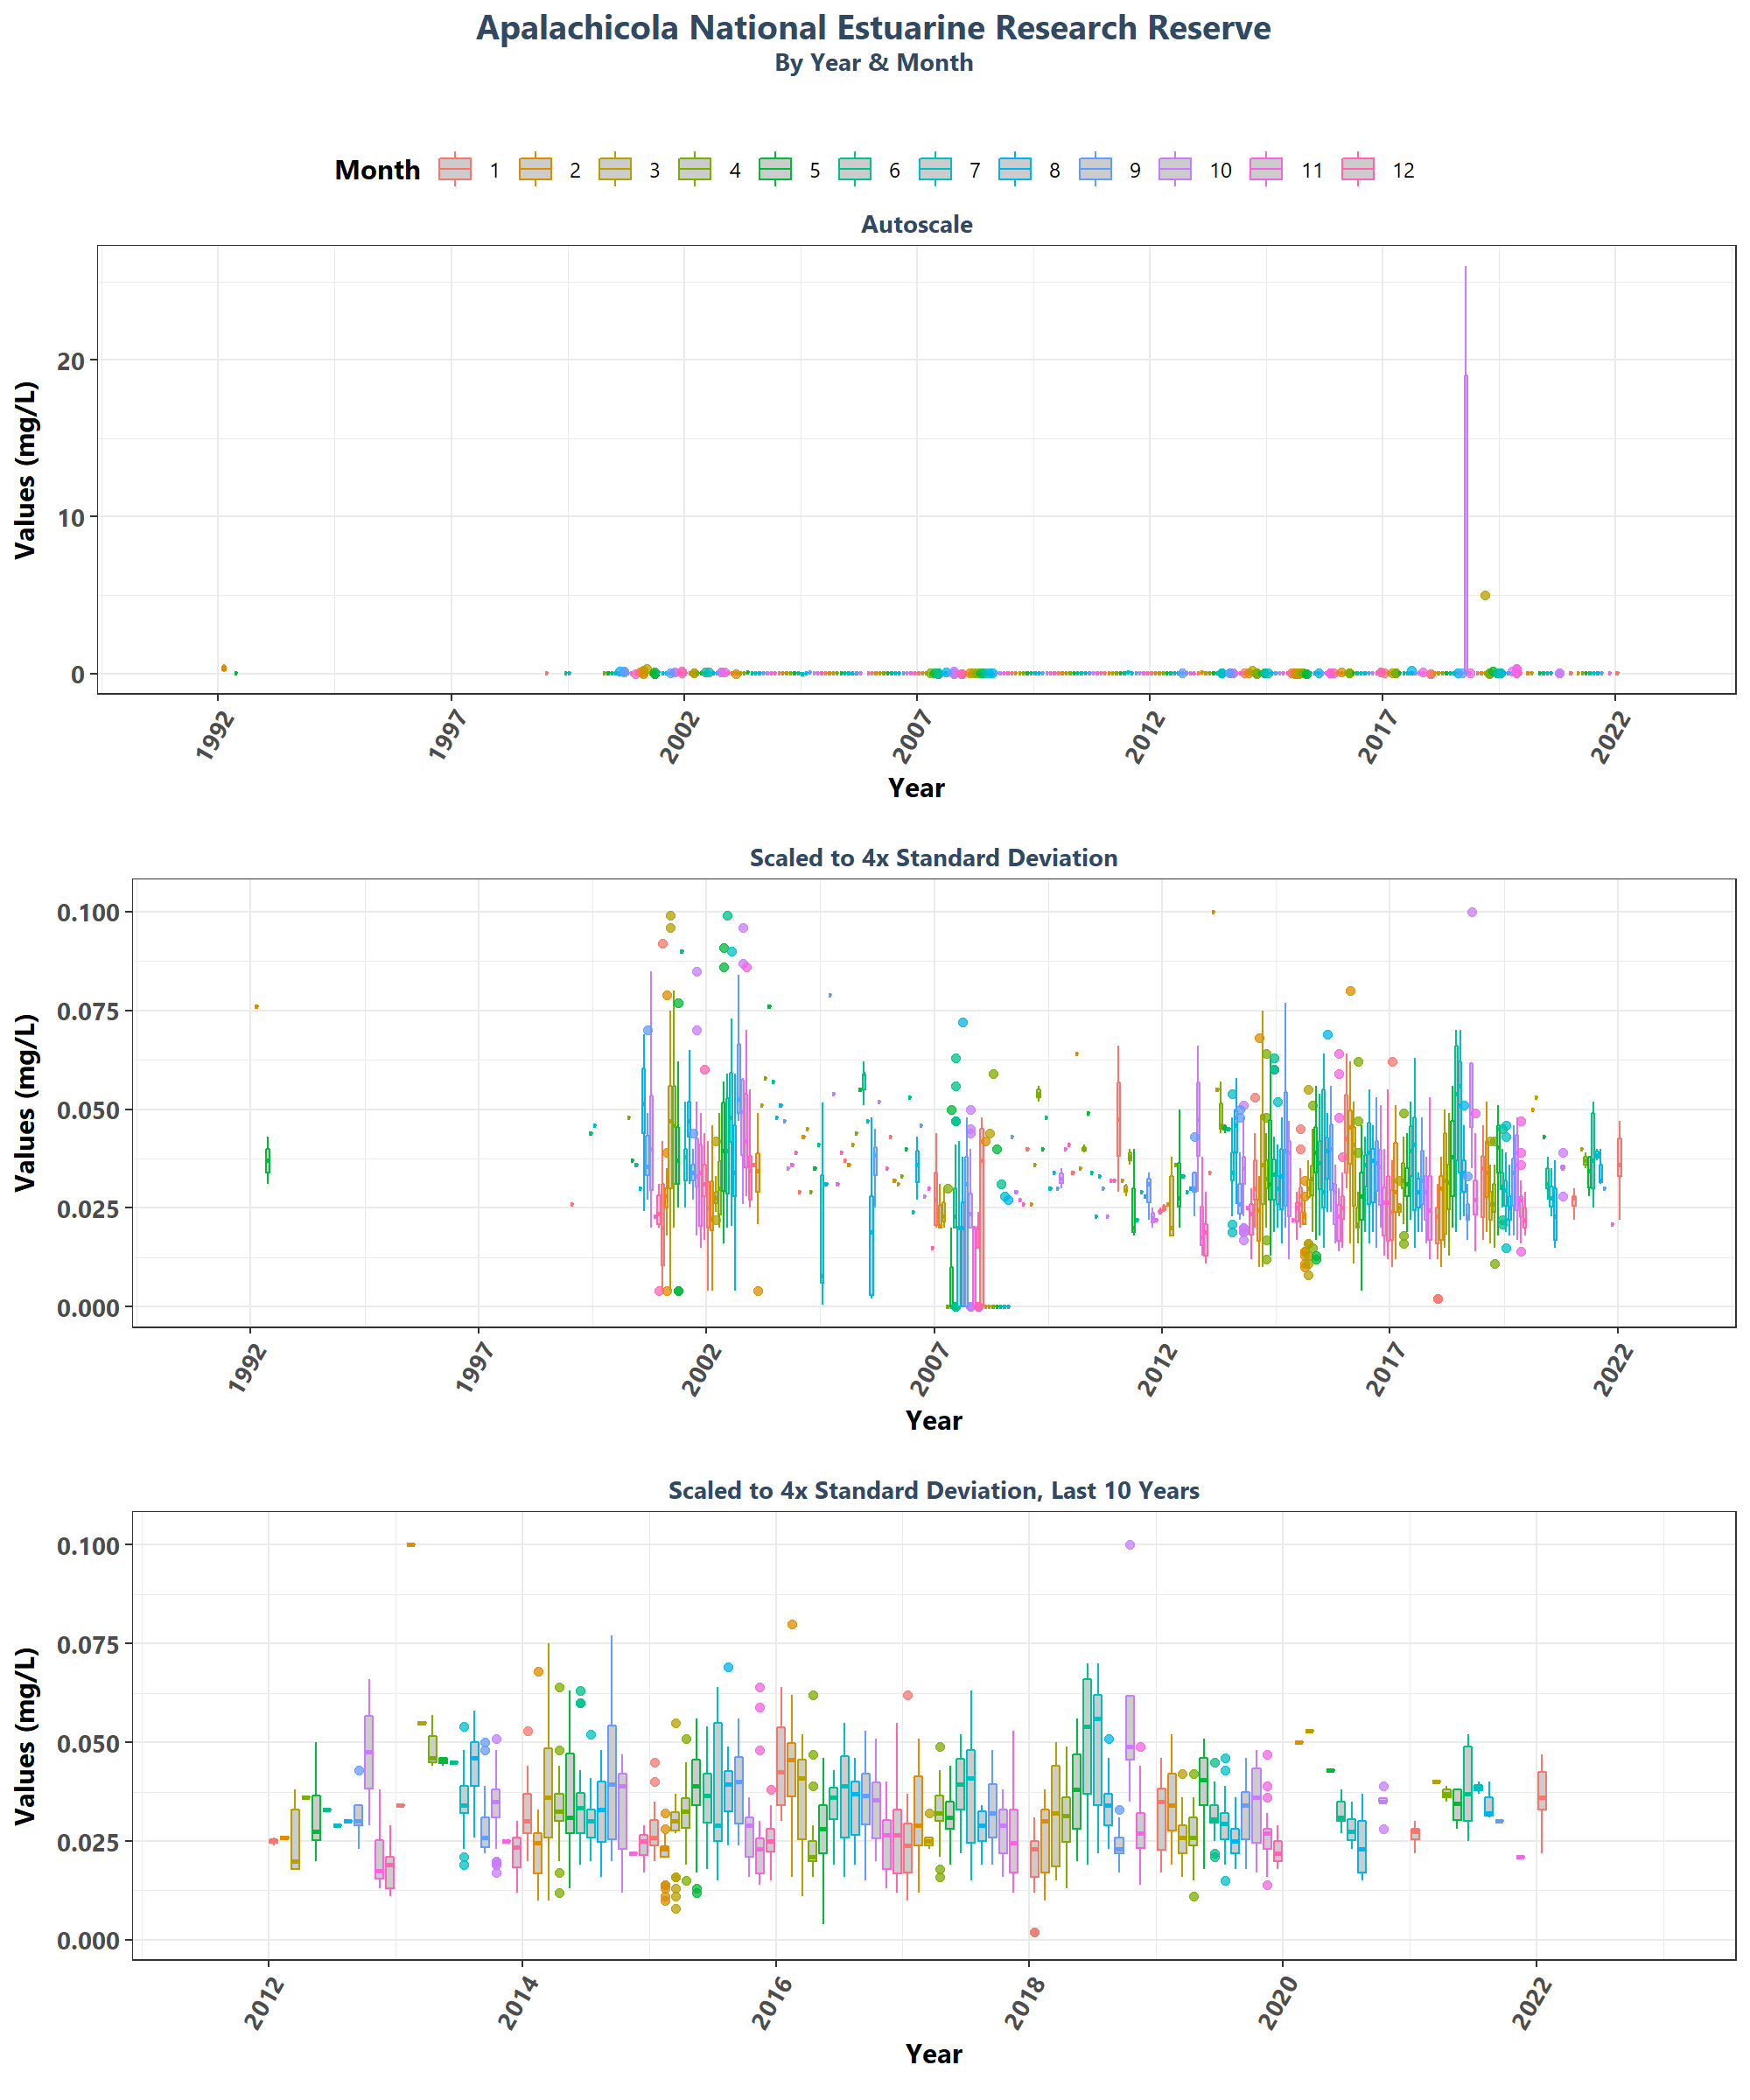 Apalachicola National Estuarine Research Reserve
By Year & Month
Month 1 2 3 4 5 6 7 8 9 10 11 12
Autoscale
Values (mg/L)
20
10
0
1992 1997 2002 2007 2012 2017 2022
Year
Scaled to 4x Standard Deviation
Values (mg/L)
0.100
0.075
0.050
0.025
0.000
1992 1997 2002 2007 2012 2017 2022
Year
Scaled to 4x Standard Deviation, Last 10 Years
Values (mg/L)
0.100
0.075
0.050
0.025
0.000
2012 2014 2016 2018 2020 2022
Year